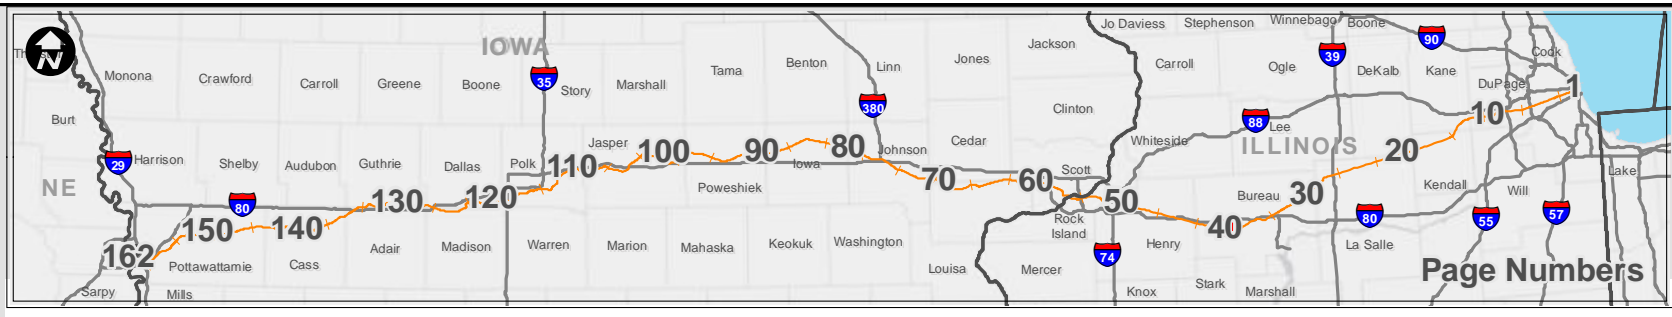 Jo Daviess Stephenson Winnebago Boone
N IOWA Jackson 90 Cock
39
Monona Crawford Carroll Greene Boone 35 Story Marshall Tama Benton Linn Jones Carroll Ogle DeKalb Kane
DuPage 1
380 Clinton 10
Burt 88 Lee
Jasper 100 90 80 Johnson Cedar Whiteside ILLINOIS 20
29 Harrison Shelby Audubon Guthrie Dallas Polk 110 Iowa
NE 80 130 120 Poweshiek 70 60 Scott 50 Bureau 30 Kendall Will Lake
150 140 Rock Island 40 80 55 57
162 Pottawattamie Cass Adair Madison Warren Marion Mahaska Keokuk Washington Henry La Salle
74
Louisa Mercer Stark Page Numbers
Sarpy Mills Knox Marshall